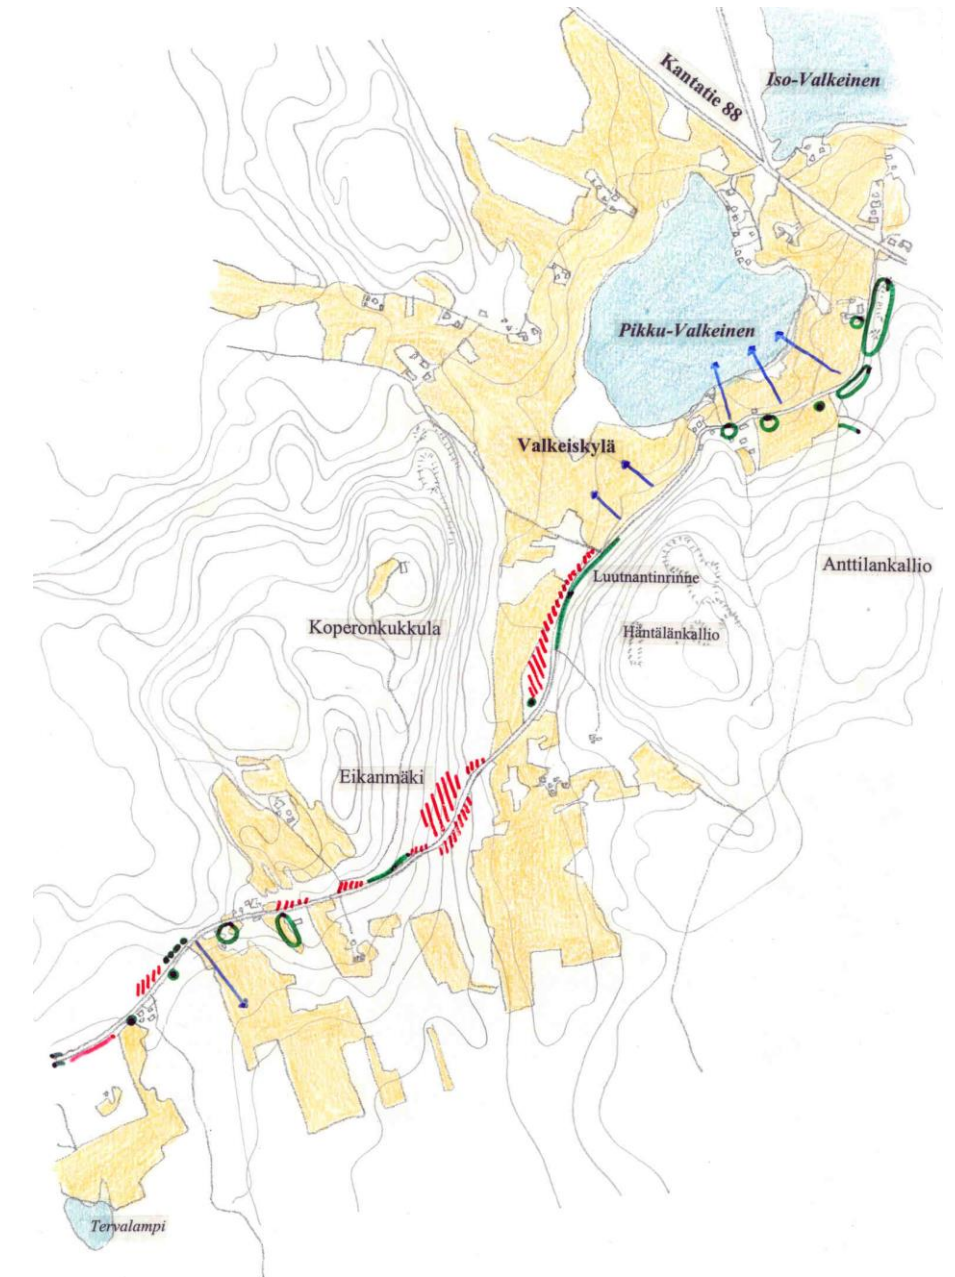 Iso-Valkeinen
Kantatie 88
Pikku-Valkeinen
Valkeiskylä
Luutnantinrinne
Anttilankallio
Koperonkukkula
Häntälänkallio
Eikanmäki
Tervalampi